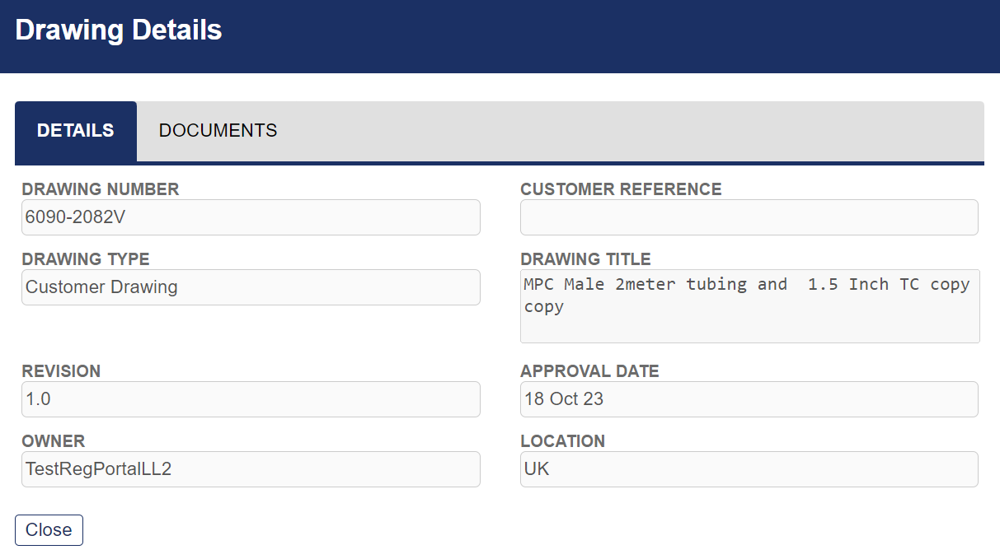 Drawing Details
DETAILS
DOCUMENTS
DRAWING NUMBER
6090-2082V
CUSTOMER REFERENCE
DRAWING TYPE
Customer Drawing
DRAWING TITLE
MPC Male 2meter tubing and  1.5 Inch TC copy
copy
REVISION
1.0
APPROVAL DATE
18 Oct 23
OWNER
TestRegPortalLL2
LOCATION
UK
Close